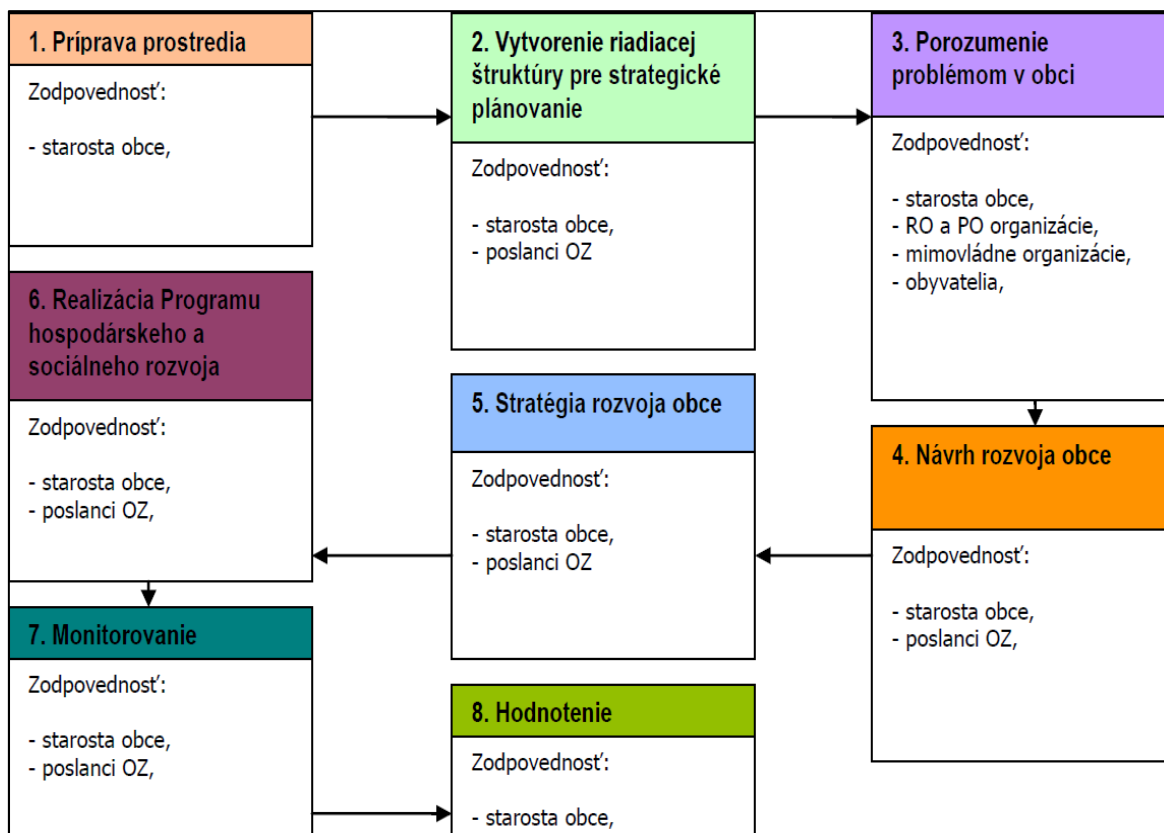 1. Príprava prostredia
Zodpovednosť:
- starosta obce,
2. Vytvorenie riadiacej
štruktúry pre strategické
plánovanie
Zodpovednosť:
- starosta obce,
- poslanci OZ
3. Porozumenie
problémom v obci
Zodpovednosť:
- starosta obce,
- RO a PO organizácie,
- mimovládne organizácie,
- obyvatelia,
4. Návrh rozvoja obce
Zodpovednosť:
- starosta obce,
- poslanci OZ,
5. Stratégia rozvoja obce
Zodpovednosť:
- starosta obce,
- poslanci OZ
6. Realizácia Programu
hospodárskeho a
sociálneho rozvoja
Zodpovednosť:
- starosta obce,
- poslanci OZ,
7. Monitorovanie
Zodpovednosť:
- starosta obce,
- poslanci OZ,
8. Hodnotenie
Zodpovednosť:
- starosta obce,